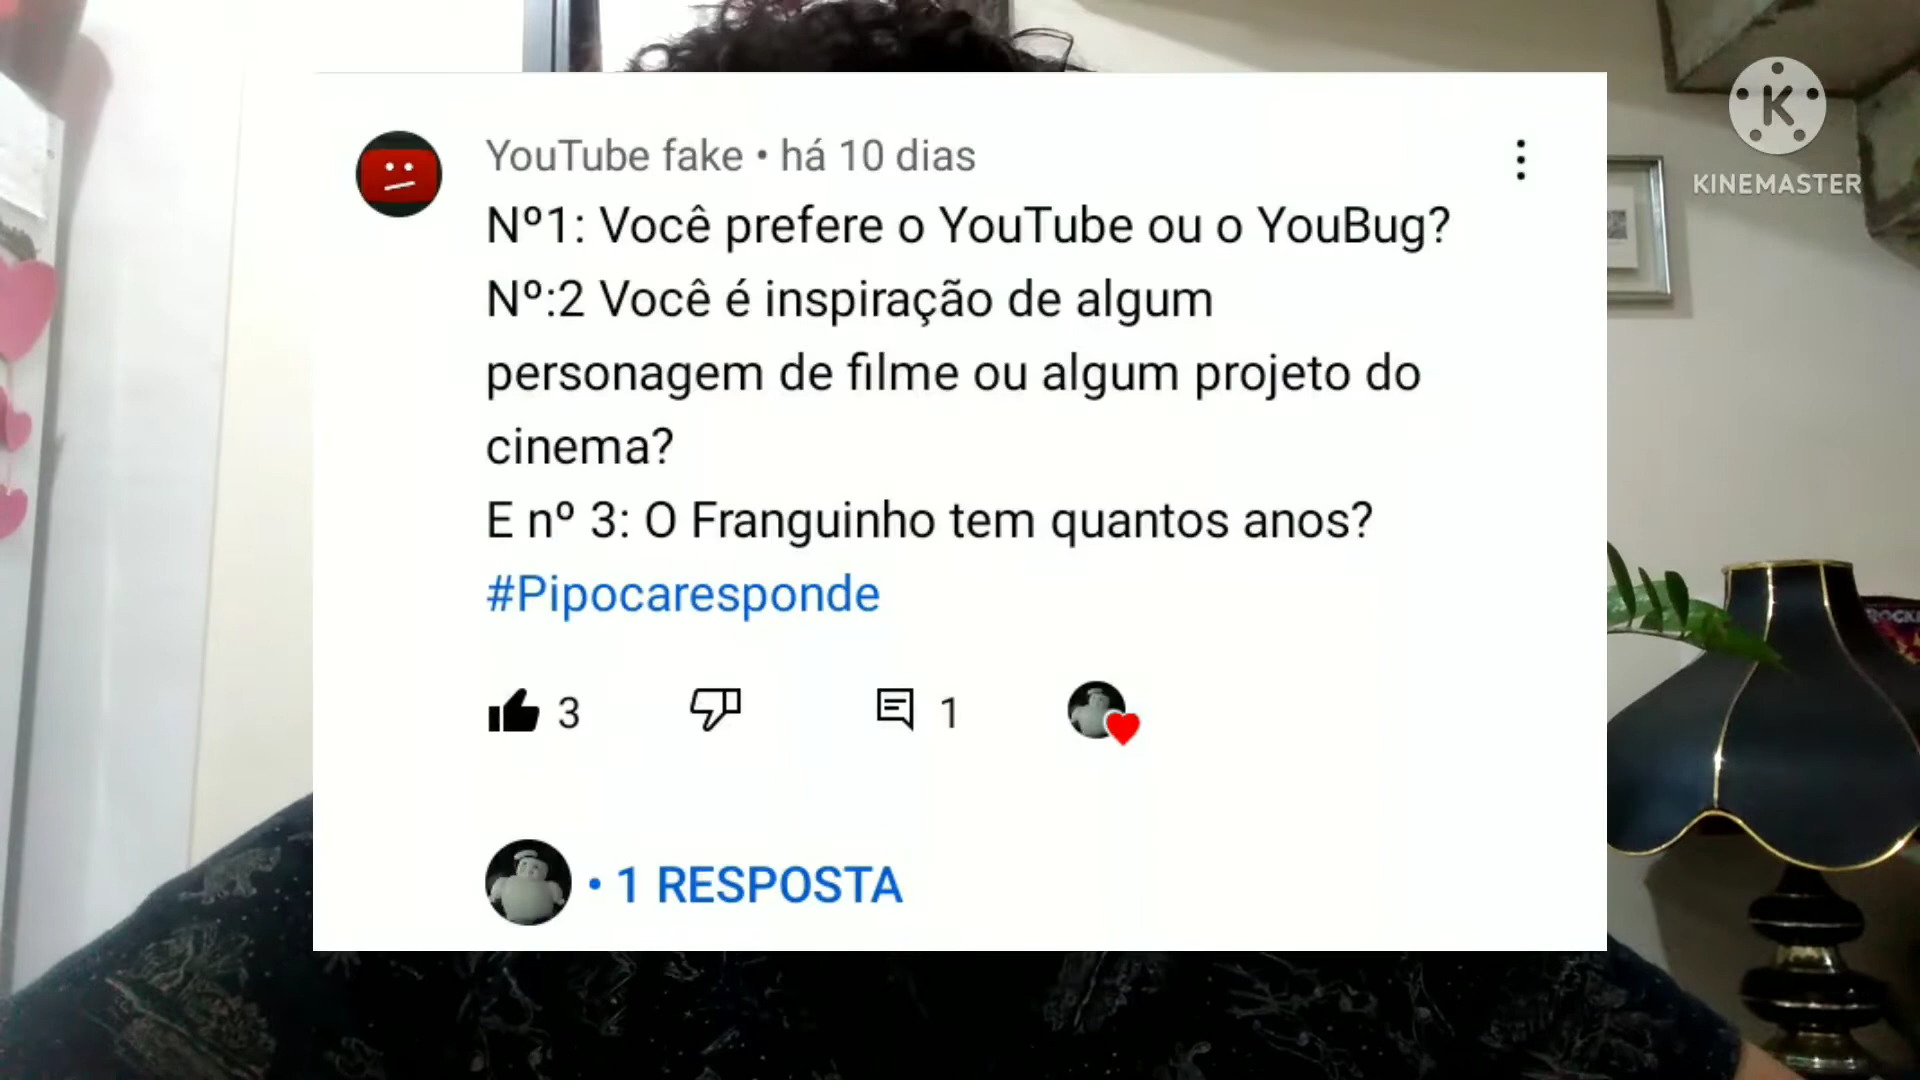 YouTube fake • há 10 dias
Nº1: Você prefere o YouTube ou o YouBug?
Nº:2 Você é inspiração de algum
personagem de filme ou algum projeto do
cinema?
E nº 3: O Franguinho tem quantos anos?
#Pipocaresponde
3
1
• 1 RESPOSTA
K
KINEMASTER
ROCK